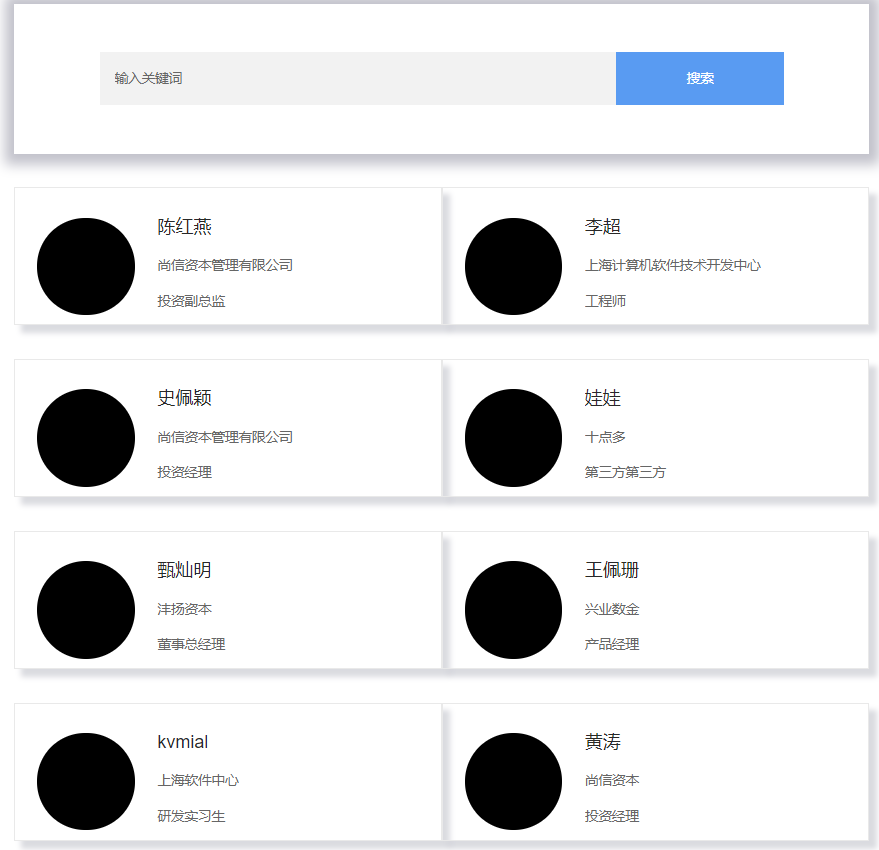 输入关键词
搜索
陈红燕
尚信资本管理有限公司
投资副总监
李超
上海计算机软件技术开发中心
工程师
史佩颖
尚信资本管理有限公司
投资经理
娃娃
十点多
第三方第三方
甄灿明
沣扬资本
董事总经理
王佩珊
兴业数金
产品经理
kvmial
上海软件中心
研发实习生
黄涛
尚信资本
投资经理